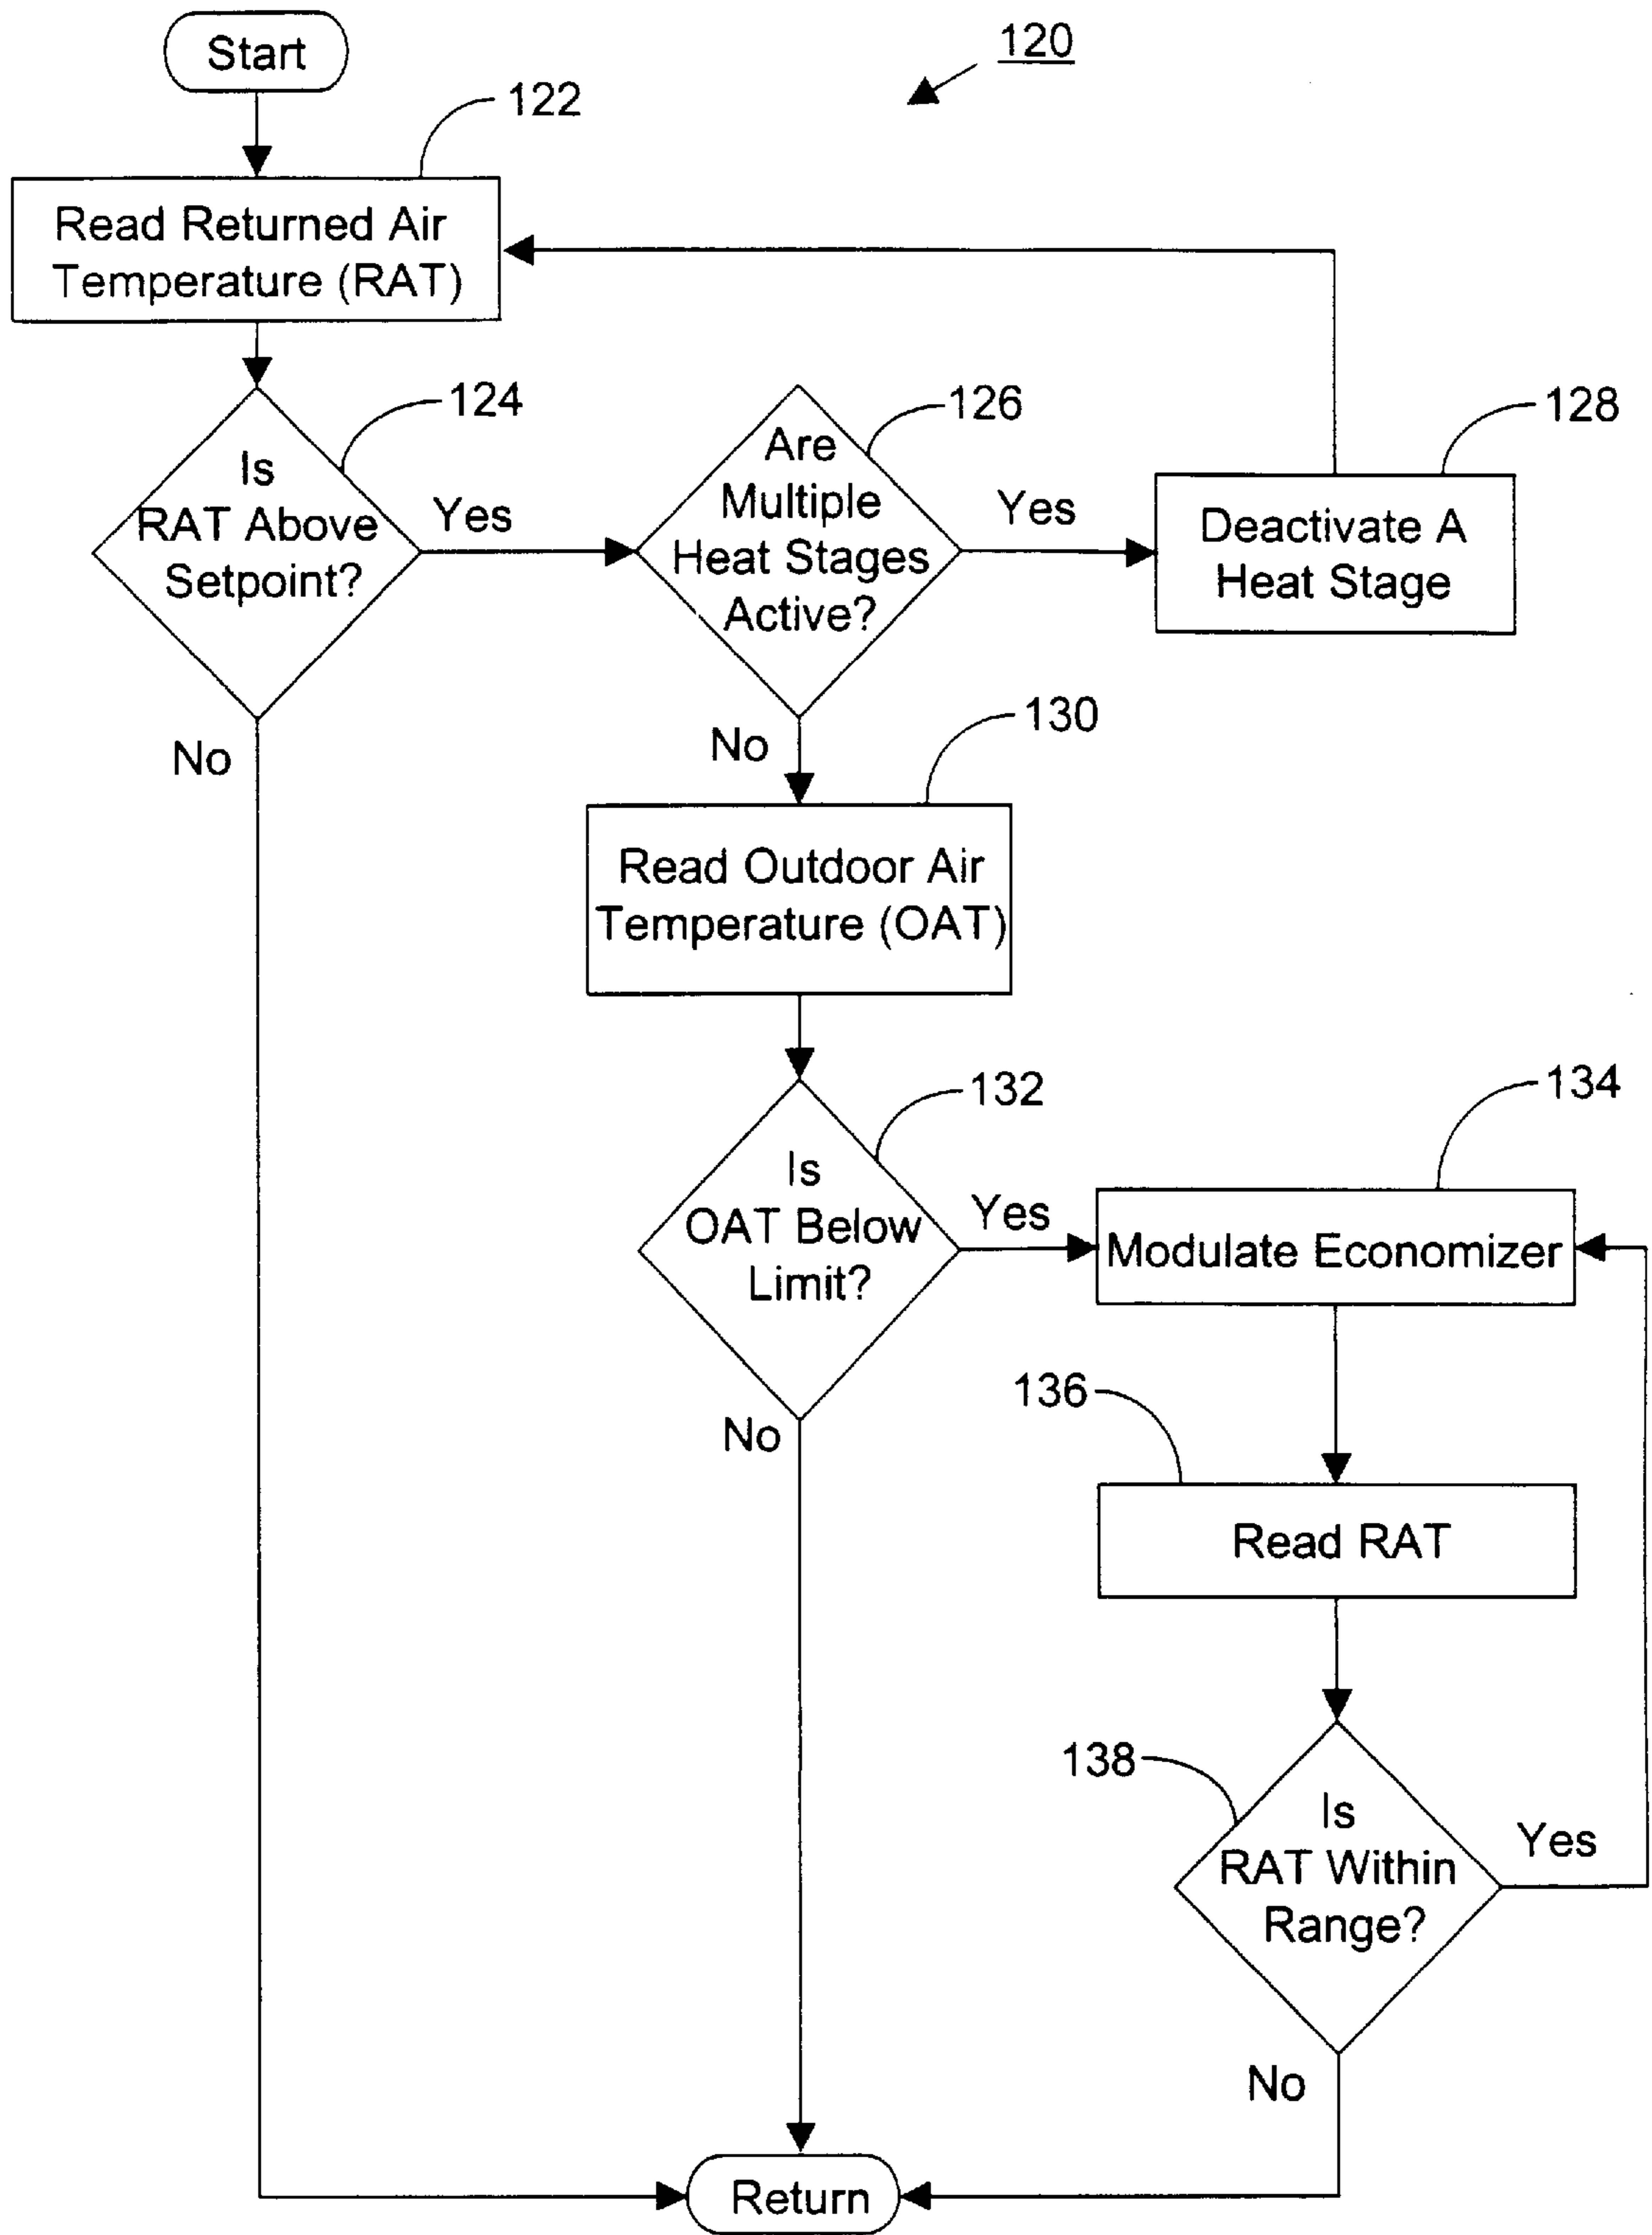 Start
120
122
Read Returned Air
Temperature (RAT)
124
Is
RAT Above
Setpoint?
Yes
No
126
Are
Multiple
Heat Stages
Active?
Yes
No
128
Deactivate A
Heat Stage
130
Read Outdoor Air
Temperature (OAT)
132
Is
OAT Below
Limit?
Yes
No
134
Modulate Economizer
136
Read RAT
138
Is
RAT Within
Range?
Yes
No
Return